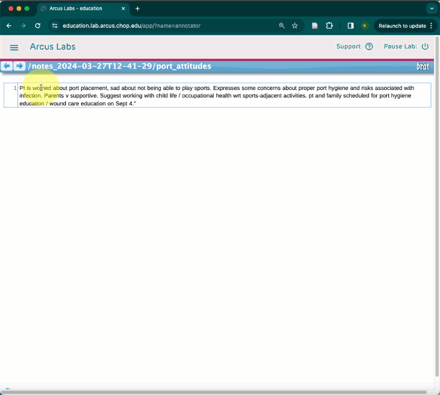 Arcus Labs - education
education.lab.arcus.chop.edu/app/?name=annotator
Relaunch to update
Arcus Labs
Support
Pause Lab:
/notes_2024-03-27T12-41-29/port_attitudes
brat
1 Pt is worried about port placement, sad about not being able to play sports. Expresses some concerns about proper port hygiene and risks associated with
infection. Parents v supportive. Suggest working with child life / occupational health wrt sports-adjacent activities. pt and family scheduled for port hygiene
education / wound care education on Sept 4."